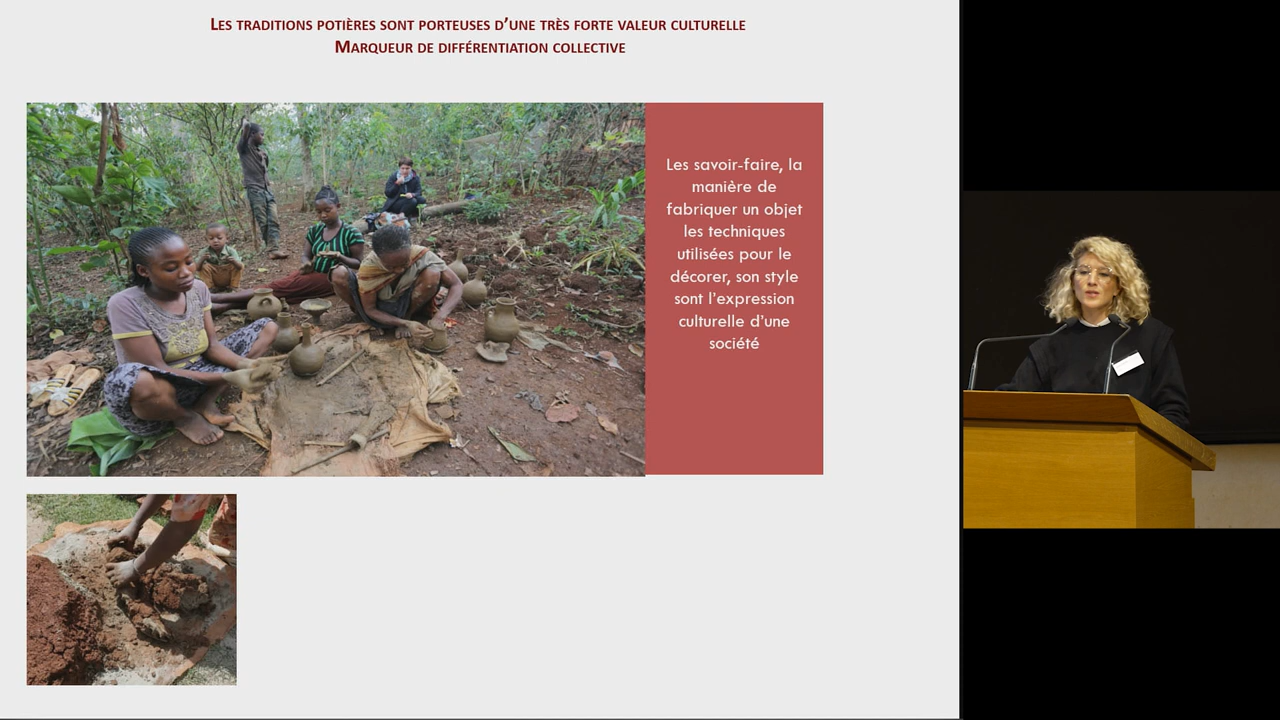 Les traditions potières sont porteuses d'une très forte valeur culturelle
Marqueur de différentiation collective
Les savoir-faire, la
manière de
fabriquer un objet
les techniques
utilisées pour le
décorer, son style
sont l'expression
culturelle d'une
société